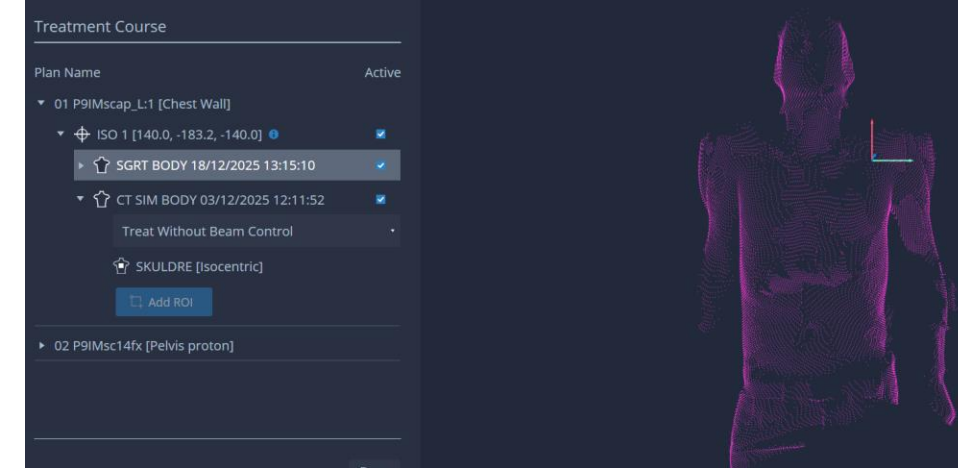 Treatment Course
Plan Name Active
01 P9IMscap_L:1 [Chest Wall]
ISO 1 [140.0, -183.2, -140.0]
SGRT BODY 18/12/2025 13:15:10
CT SIM BODY 03/12/2025 12:11:52
Treat Without Beam Control
SKULDRE [Isocentric]
Add ROI
02 P9IMsc14fx [Pelvis proton]